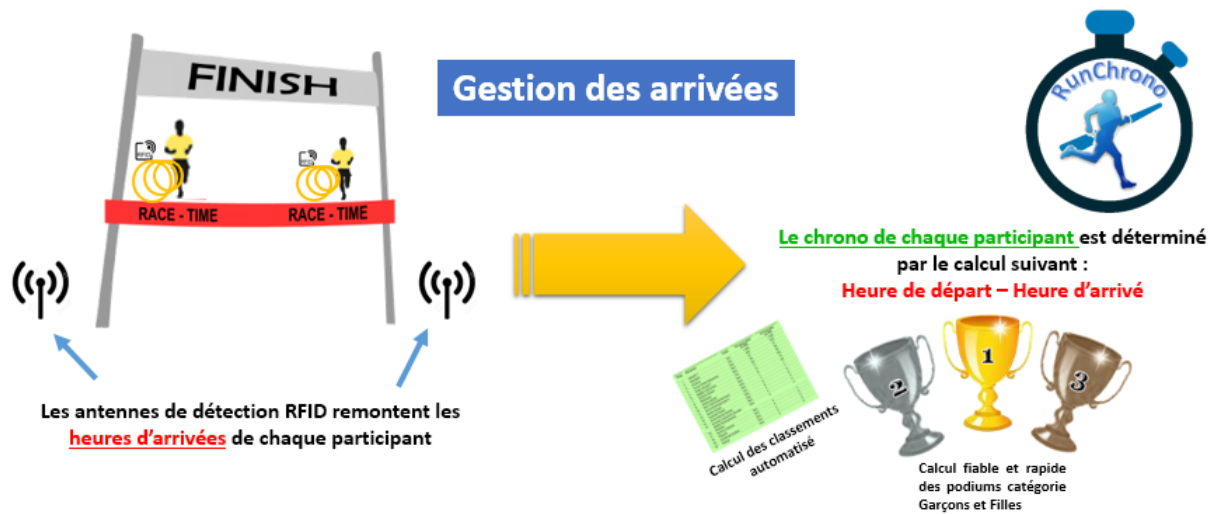 FINISH
RFID
RFID
RACE - TIME
RACE - TIME
Les antennes de détection RFID remontent les
heures d'arrivées de chaque participant
Gestion des arrivées
RunChrono
Le chrono de chaque participant est déterminé
par le calcul suivant :
Heure de départ – Heure d'arrivé
2
1
3
Calcul des classements
automatisé
Calcul fiable et rapide
des podiums catégorie
Garçons et Filles